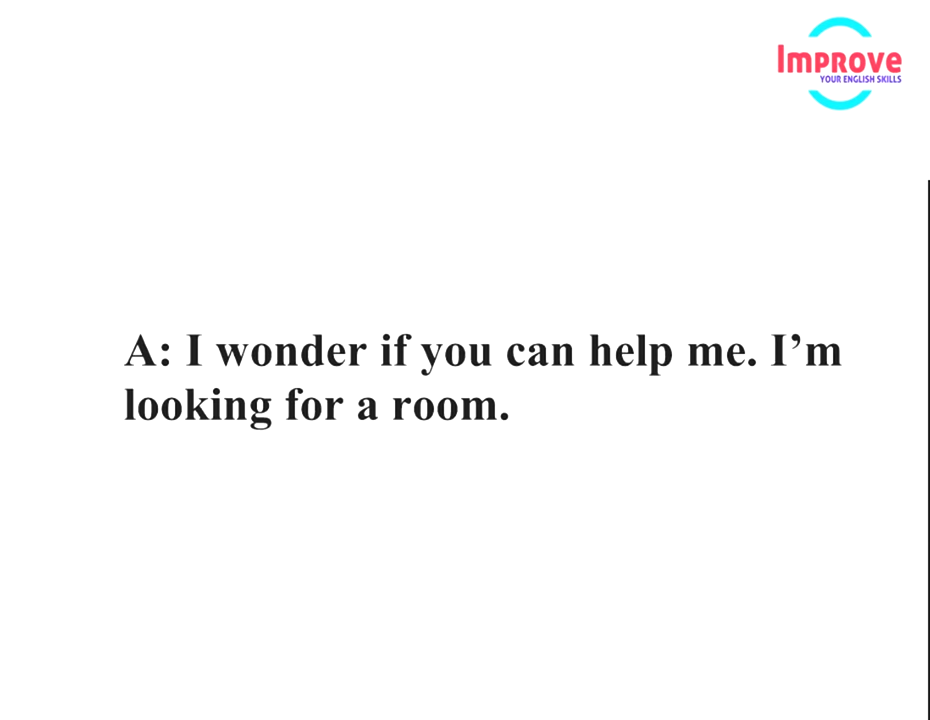 Improve
YOUR ENGLISH SKILLS
A: I wonder if you can help me. I’m
looking for a room.